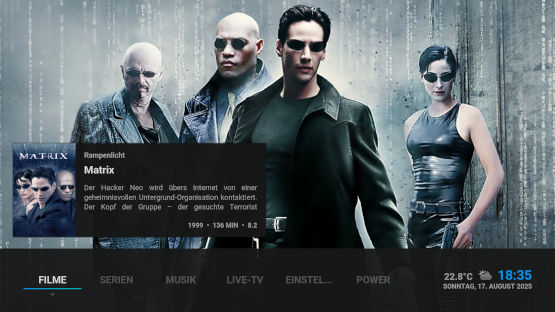 MATRIX
Rampenlicht
Matrix
Der Hacker Neo wird übers Internet von einer
geheimnisvollen Untergrund-Organisation kontaktiert.
Der Kopf der Gruppe – der gesuchte Terrorist
1999 • 136 MIN • 8.2
FILME SERIEN MUSIK LIVE-TV EINSTEL... POWER
22.8°C 18:35
SONNTAG, 17. AUGUST 2025